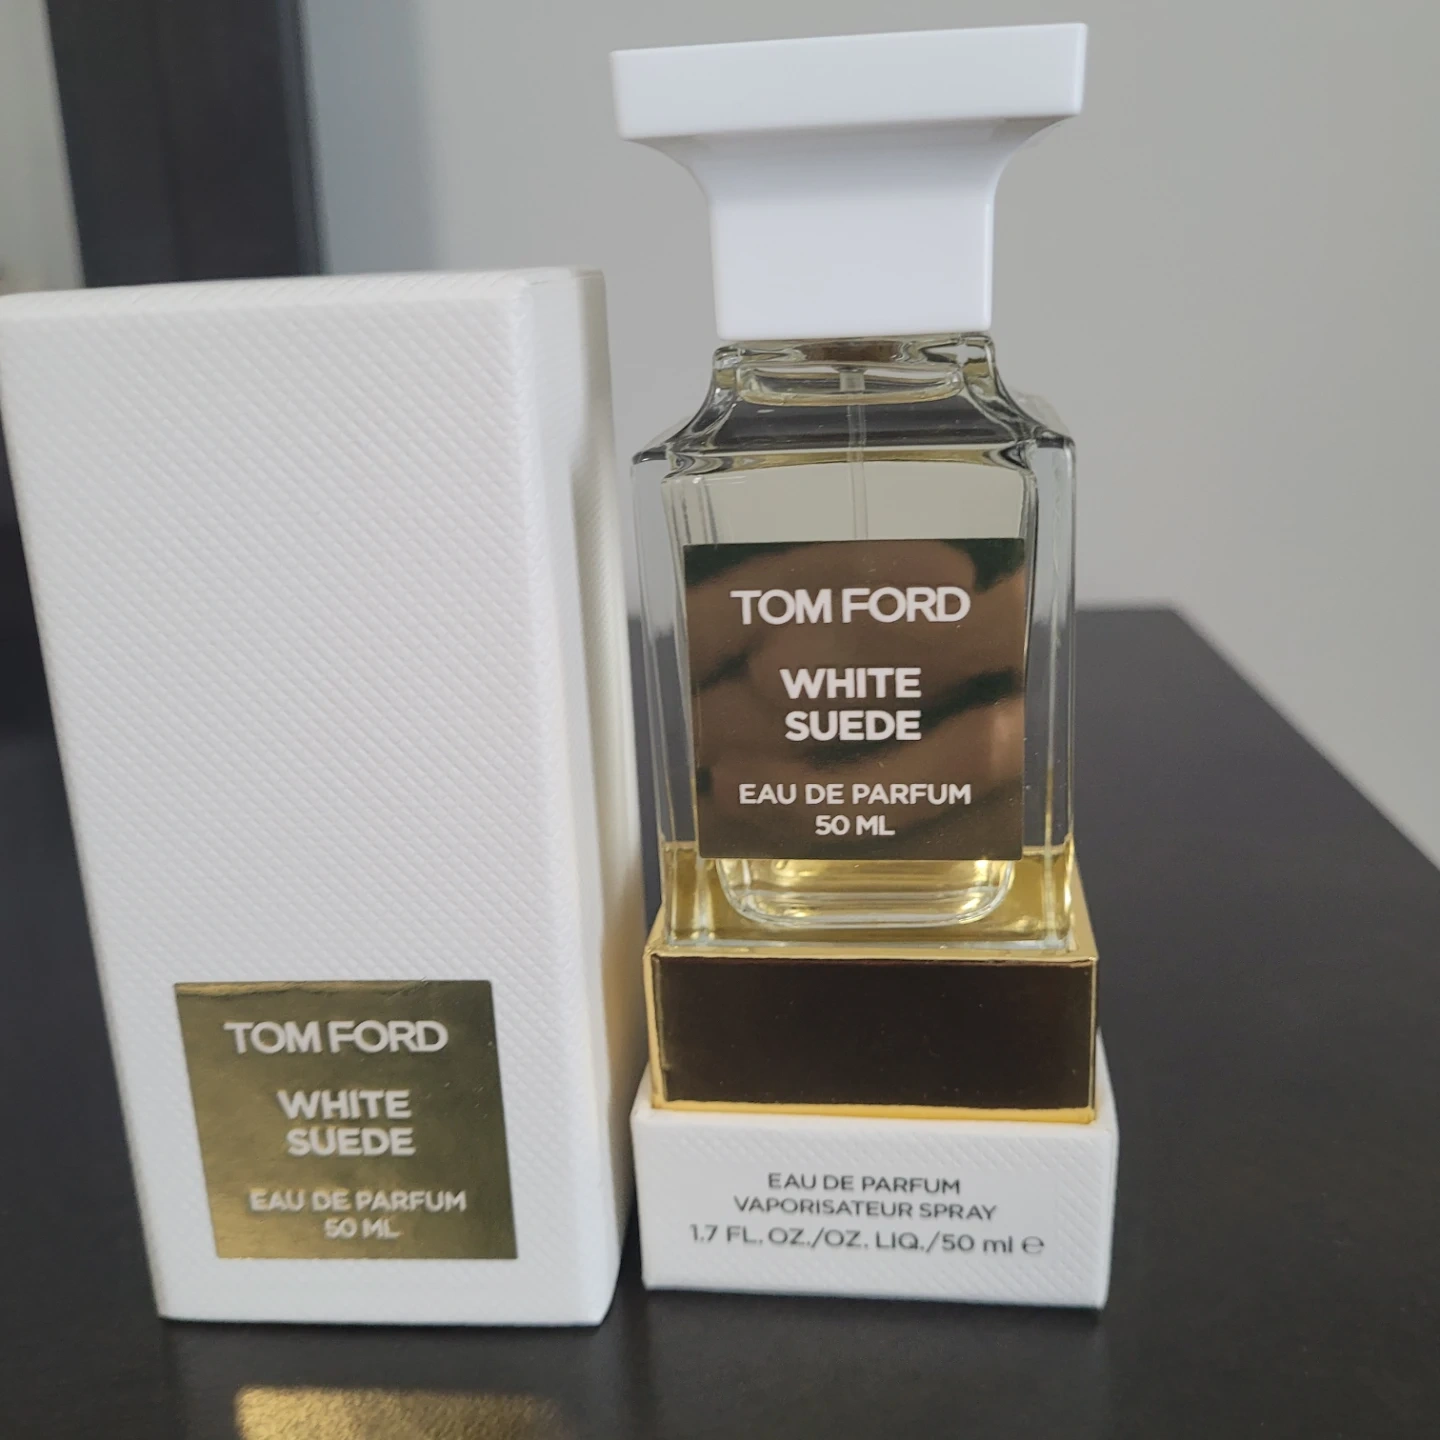 TOM FORD
WHITE
SUEDE
EAU DE PARFUM
50 ML
TOM FORD
WHITE
SUEDE
EAU DE PARFUM
50 ML
EAU DE PARFUM
VAPORISATEUR SPRAY
1.7 FL. OZ./OZ. LIQ./50 ml ℮